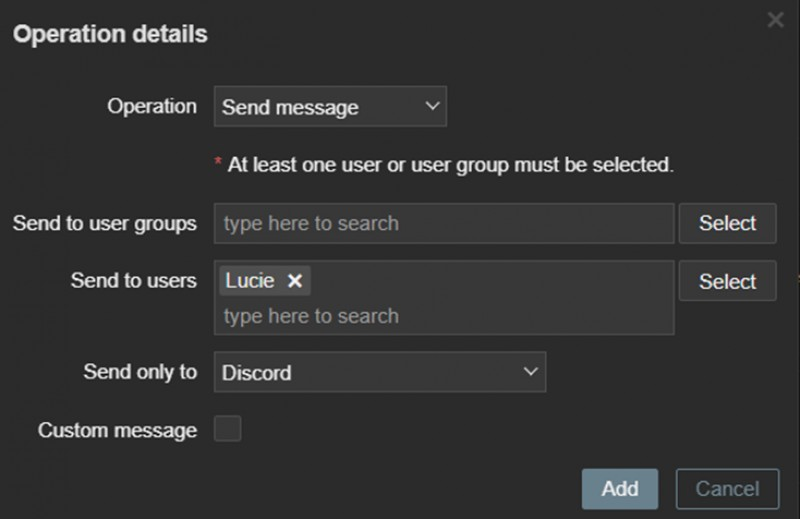 Operation details
Operation Send message
* At least one user or user group must be selected.
Send to user groups type here to search Select
Send to users Lucie Select
type here to search
Send only to Discord
Custom message
Add Cancel